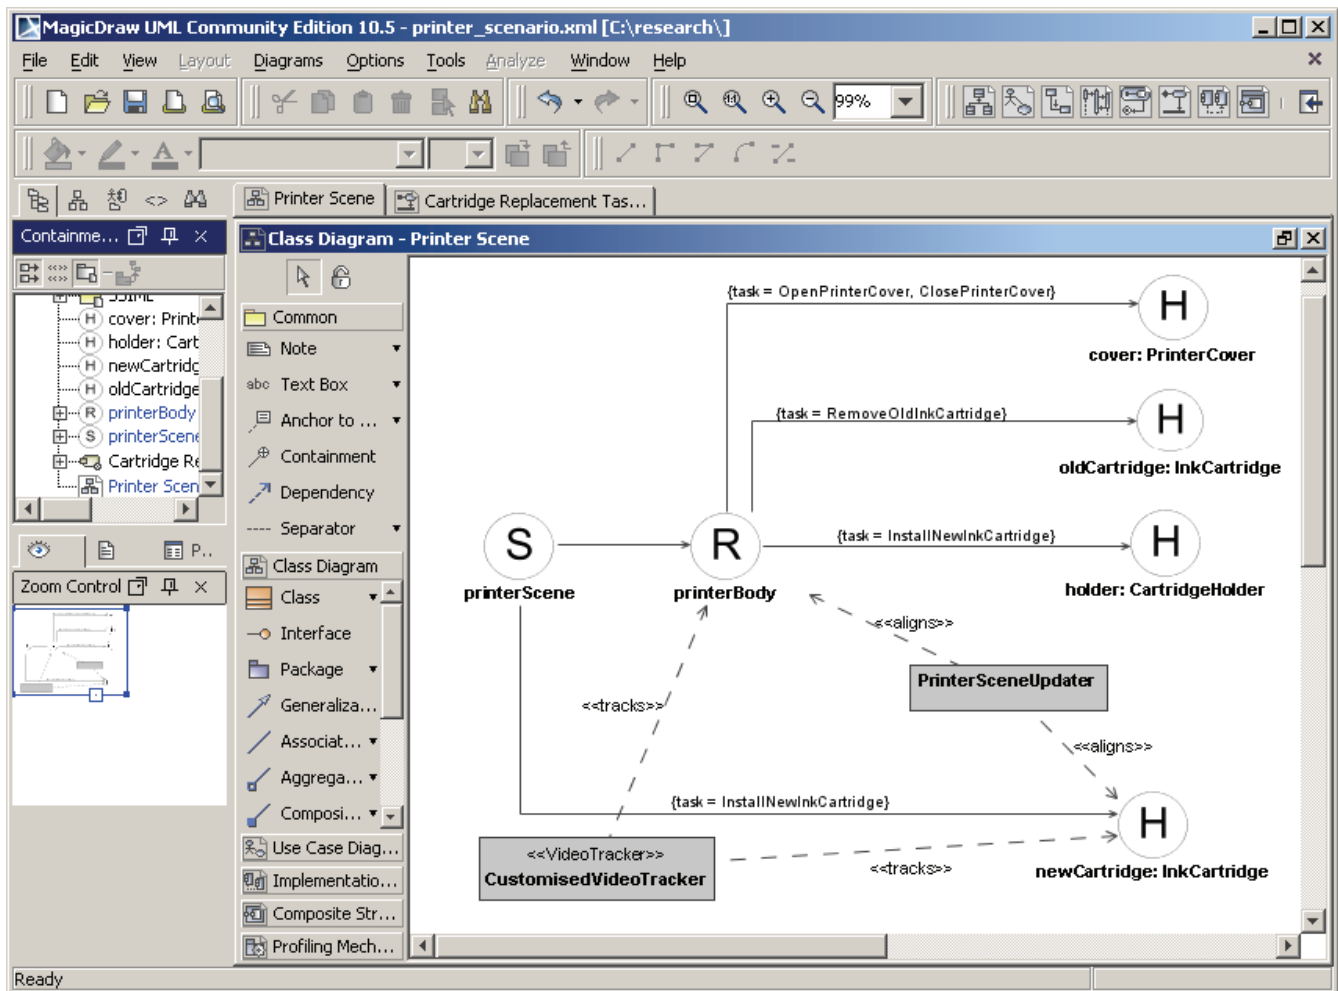 MagicDraw UML Community Edition 10.5 - printer_scenario.xml [C:\research\]
File Edit View Layout Diagrams Options Tools Analyze Window Help
99%
Printer Scene
Cartridge Replacement Tas...
Containme...
Class Diagram - Printer Scene
cover: Print
holder: Cart
newCartridg
oldCartridge
printerBody
printerScene
Cartridge Re
Printer Scen
P..
Zoom Control
Common
Note
abc Text Box
Anchor to ...
Containment
Dependency
Separator
Class Diagram
Class
Interface
Package
Generaliza...
Associat...
Aggrega...
Composi...
Use Case Diag...
Implementatio...
Composite Str...
Profiling Mech...
{task = OpenPrinterCover, ClosePrinterCover}
H
cover: PrinterCover
{task = RemoveOldInkCartridge}
H
oldCartridge: InkCartridge
S
printerScene
R
printerBody
{task = InstallNewInkCartridge}
H
holder: CartridgeHolder
<<aligns>>
PrinterSceneUpdater
<<tracks>>
<<aligns>>
{task = InstallNewInkCartridge}
H
newCartridge: InkCartridge
<<VideoTracker>>
CustomisedVideoTracker
<<tracks>>
Ready